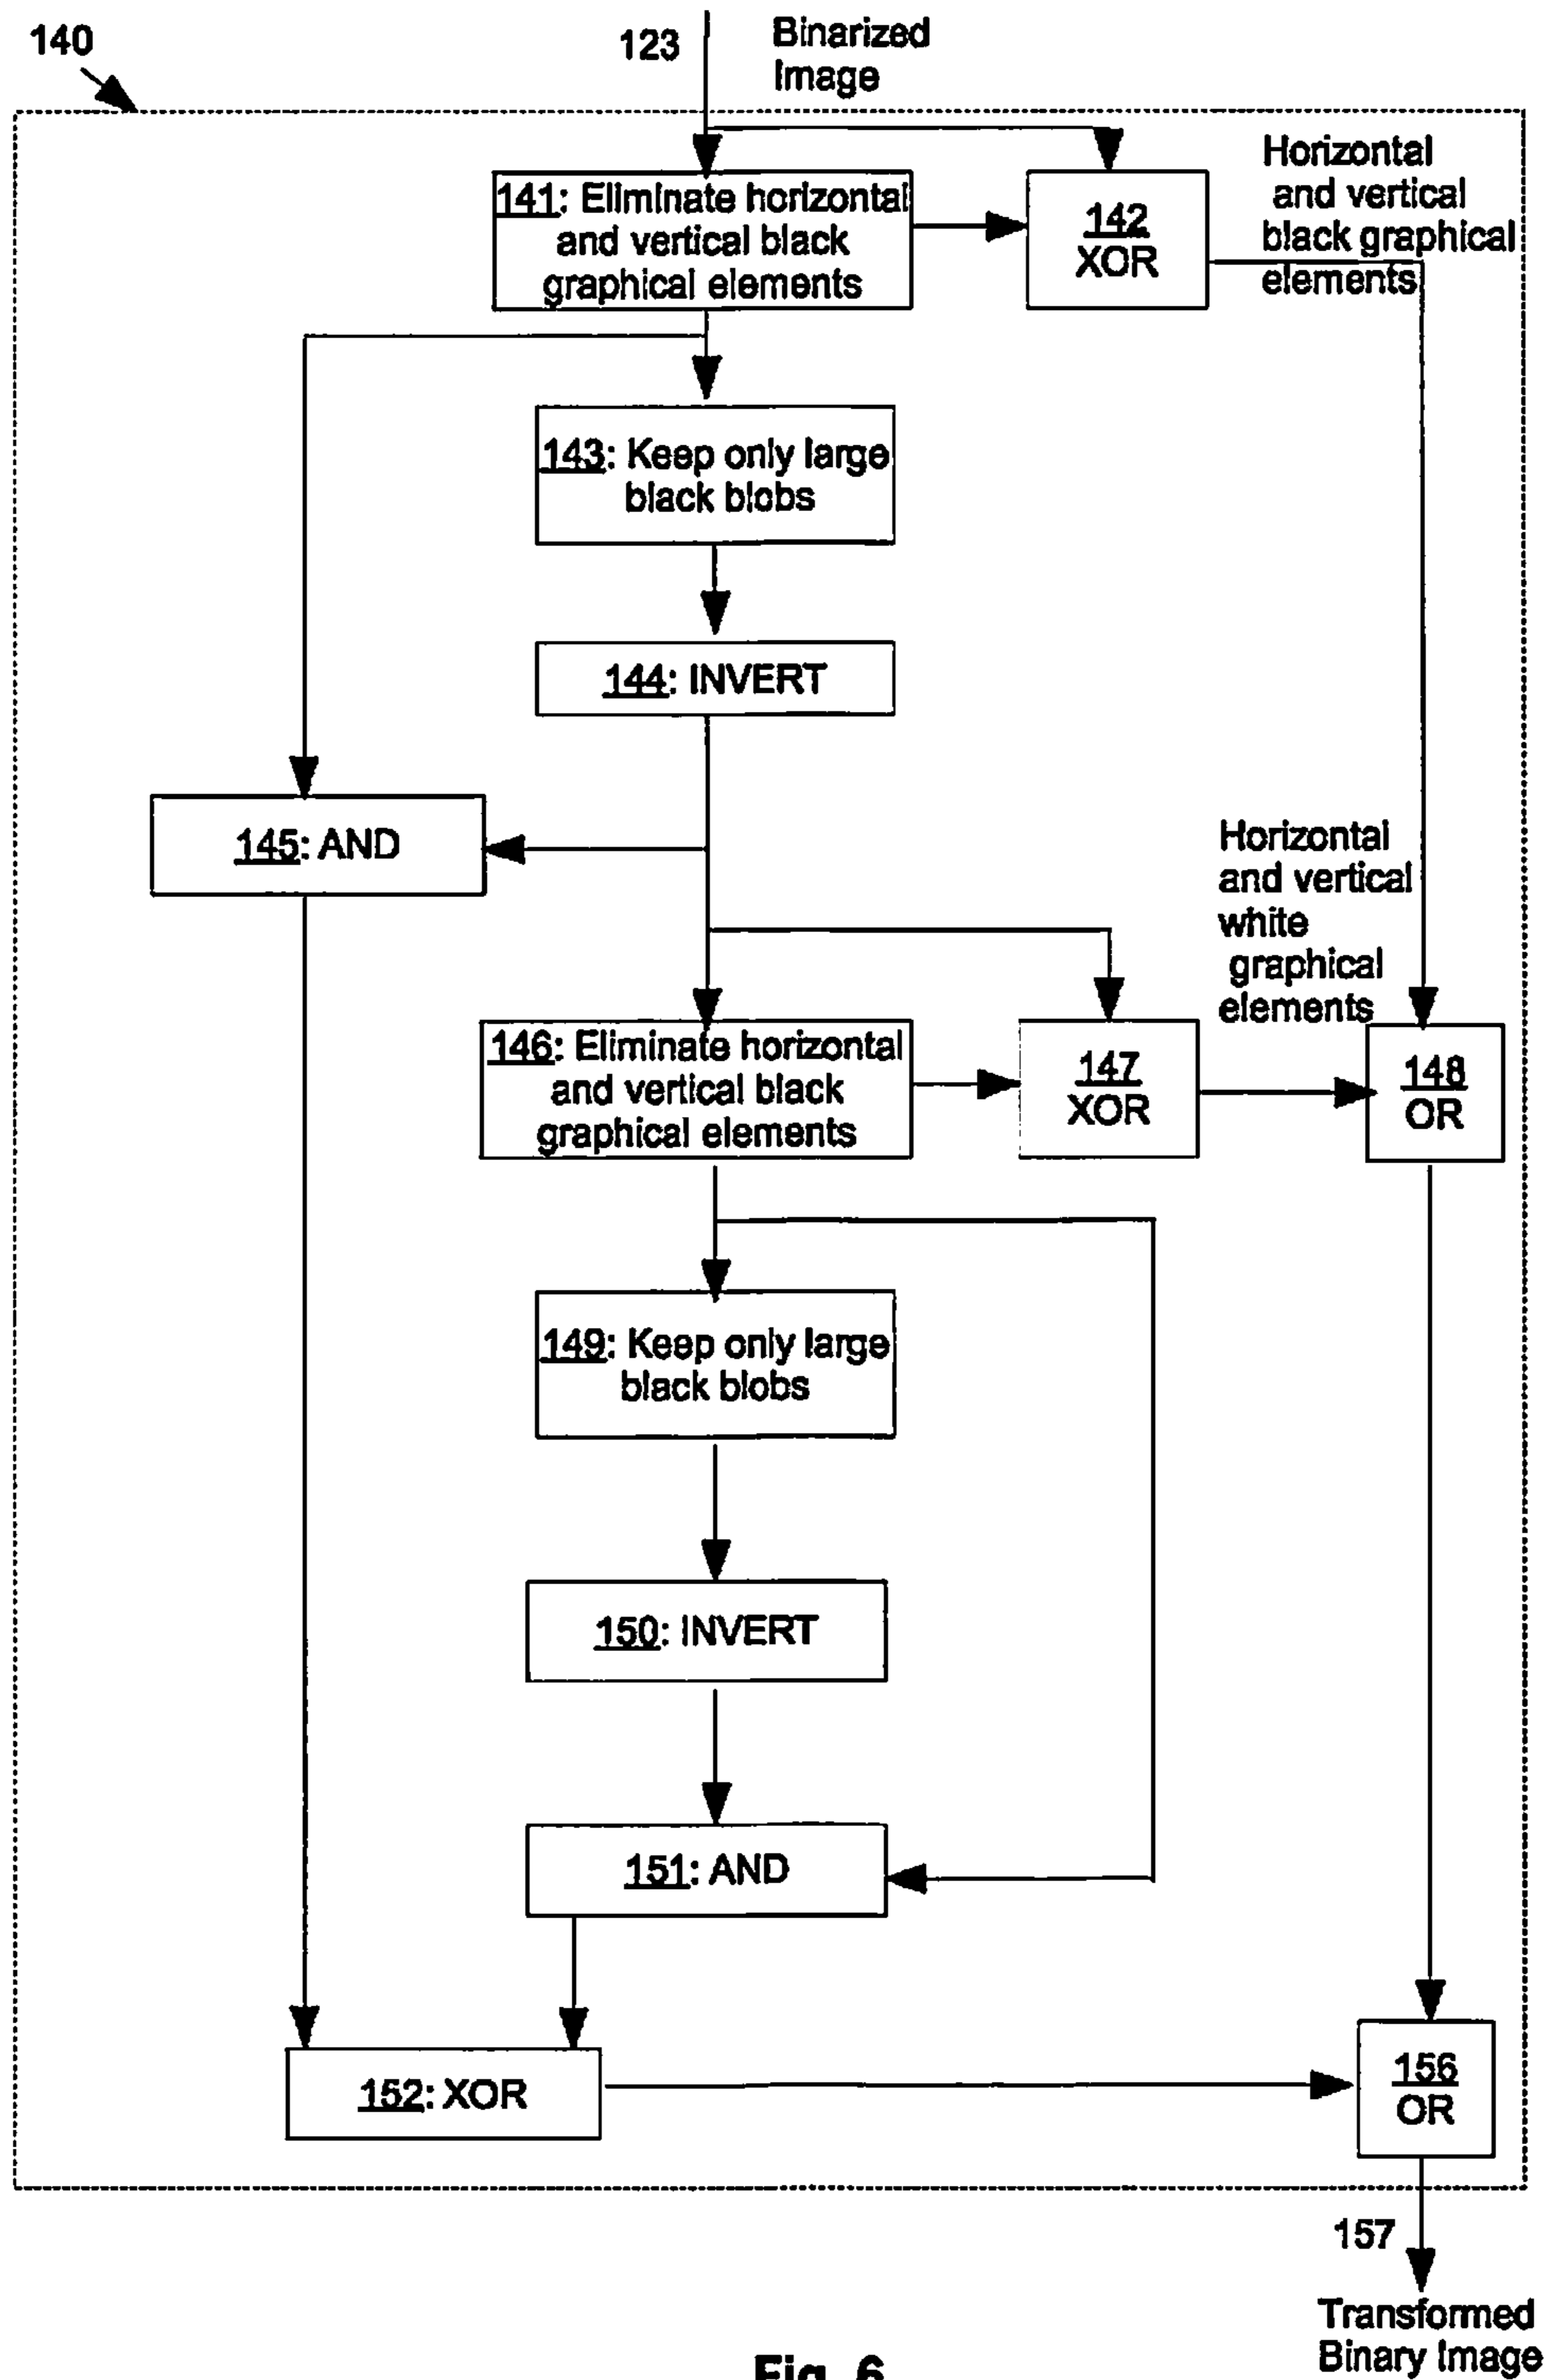 140
123
Binarized
Image
141: Eliminate horizontal
and vertical black
graphical elements
142
XOR
Horizontal
and vertical
black graphical
elements
143: Keep only large
black blobs
144: INVERT
145: AND
Horizontal
and vertical
white
graphical
elements
146: Eliminate horizontal
and vertical black
graphical elements
147
XOR
148
OR
149: Keep only large
black blobs
150: INVERT
151: AND
152: XOR
156
OR
157
Transformed
Binary Image
Fig. 6